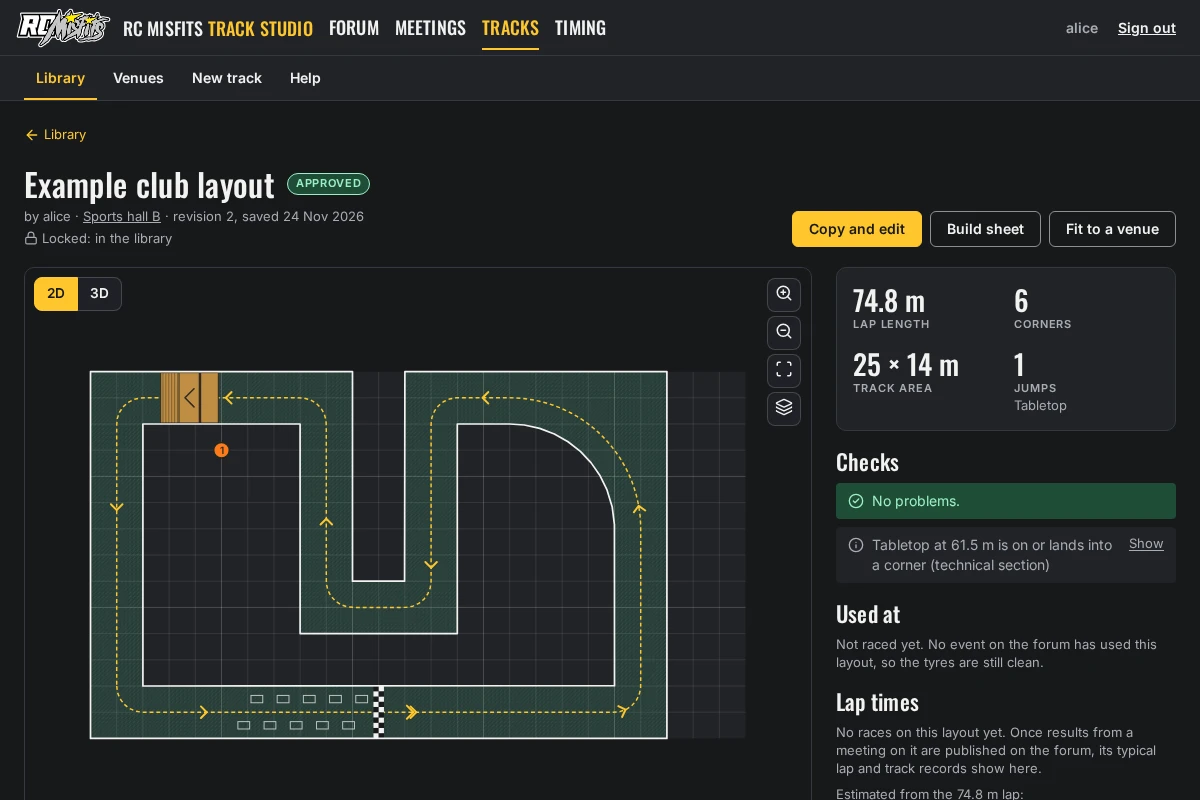 RC Misfits
RC MISFITS TRACK STUDIO FORUM MEETINGS TRACKS TIMING
alice Sign out
Library Venues New track Help
Library
Example club layout APPROVED
by alice · Sports hall B · revision 2, saved 24 Nov 2026
Locked: in the library
Copy and edit Build sheet Fit to a venue
2D 3D
1
74.8 m
LAP LENGTH
6
CORNERS
25 × 14 m
TRACK AREA
1
JUMPS
Tabletop
Checks
No problems.
Tabletop at 61.5 m is on or lands into
a corner (technical section)
Show
Used at
Not raced yet. No event on the forum has used this
layout, so the tyres are still clean.
Lap times
No races on this layout yet. Once results from a
meeting on it are published on the forum, its typical
lap and track records show here.
Estimated from the 74.8 m lap: